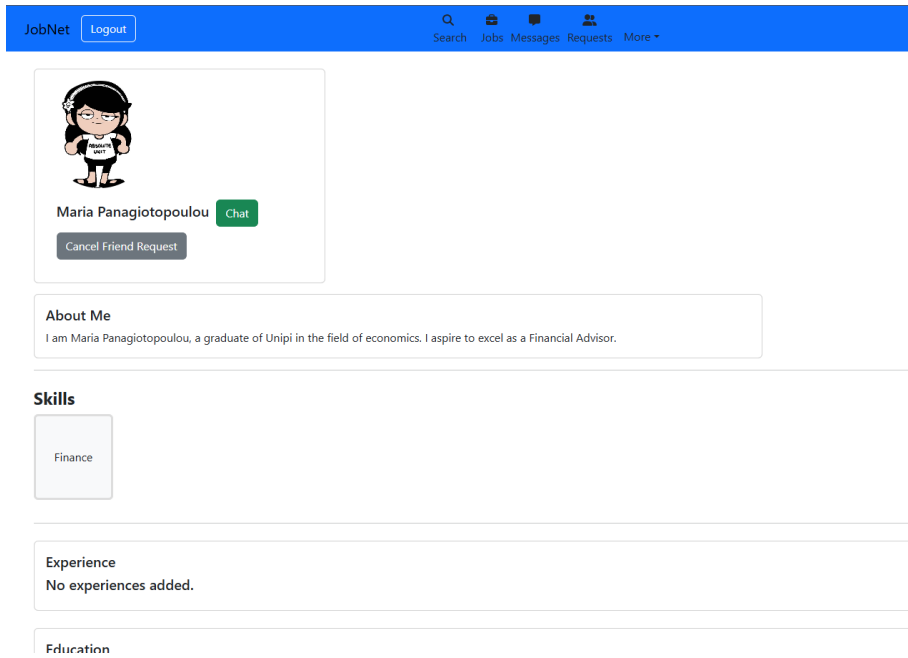 JobNet Logout
Search Jobs Messages Requests More
ABSOLUTE
UNIT
Maria Panagiotopoulou Chat
Cancel Friend Request
About Me
I am Maria Panagiotopoulou, a graduate of Unipi in the field of economics. I aspire to excel as a Financial Advisor.
Skills
Finance
Experience
No experiences added.
Education